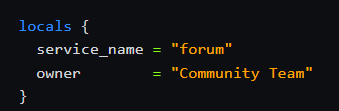 locals {
  service_name = "forum"
  owner        = "Community Team"
}